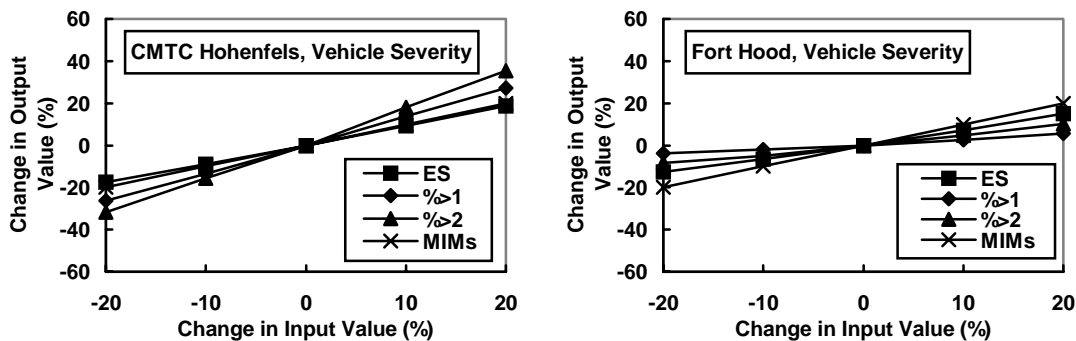 60
40
20
0
-20
-40
-60
Change in Output
Value (%)
CMTC Hohenfels, Vehicle Severity
ES
%>1
%>2
MIMs
-20 -10 0 10 20
Change in Input Value (%)
60
40
20
0
-20
-40
-60
Change in Output
Value (%)
Fort Hood, Vehicle Severity
ES
%>1
%>2
MIMs
-20 -10 0 10 20
Change in Input Value (%)